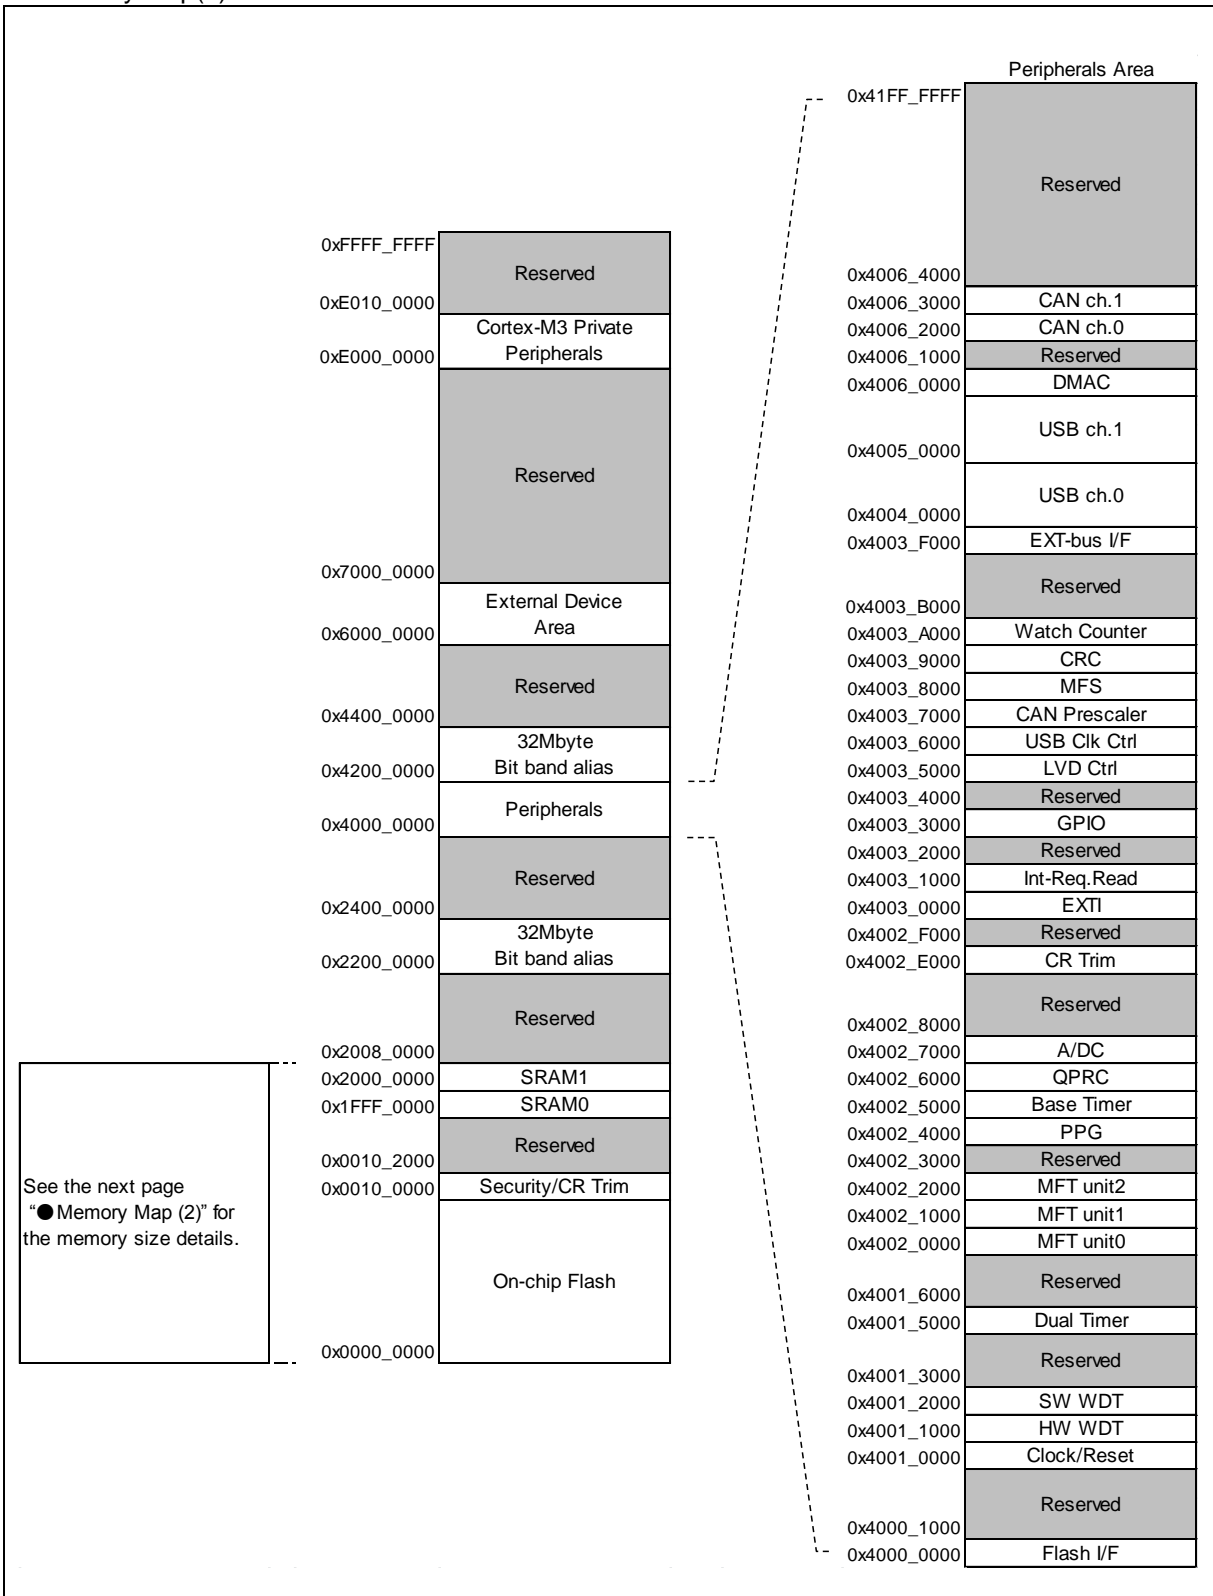 Peripherals Area
0x41FF_FFFF
Reserved
0x4006_4000
0x4006_3000 CAN ch.1
0x4006_2000 CAN ch.0
0x4006_1000 Reserved
0x4006_0000 DMAC
USB ch.1
0x4005_0000
USB ch.0
0x4004_0000
0x4003_F000 EXT-bus I/F
Reserved
0x4003_B000
0x4003_A000 Watch Counter
0x4003_9000 CRC
0x4003_8000 MFS
0x4003_7000 CAN Prescaler
0x4003_6000 USB Clk Ctrl
0x4003_5000 LVD Ctrl
0x4003_4000 Reserved
0x4003_3000 GPIO
0x4003_2000 Reserved
0x4003_1000 Int-Req.Read
0x4003_0000 EXTI
0x4002_F000 Reserved
0x4002_E000 CR Trim
Reserved
0x4002_8000
0x4002_7000 A/DC
0x4002_6000 QPRC
0x4002_5000 Base Timer
0x4002_4000 PPG
0x4002_3000 Reserved
0x4002_2000 MFT unit2
0x4002_1000 MFT unit1
0x4002_0000 MFT unit0
Reserved
0x4001_6000
0x4001_5000 Dual Timer
Reserved
0x4001_3000
0x4001_2000 SW WDT
0x4001_1000 HW WDT
0x4001_0000 Clock/Reset
Reserved
0x4000_1000
0x4000_0000 Flash I/F
0xFFFF_FFFF
Reserved
0xE010_0000
Cortex-M3 Private
0xE000_0000 Peripherals
Reserved
0x7000_0000
External Device
0x6000_0000 Area
Reserved
0x4400_0000
32Mbyte
0x4200_0000 Bit band alias
Peripherals
0x4000_0000
Reserved
0x2400_0000
32Mbyte
0x2200_0000 Bit band alias
Reserved
0x2008_0000
0x2000_0000 SRAM1
0x1FFF_0000 SRAM0
Reserved
0x0010_2000
0x0010_0000 Security/CR Trim
On-chip Flash
0x0000_0000
See the next page
“●Memory Map (2)” for
the memory size details.